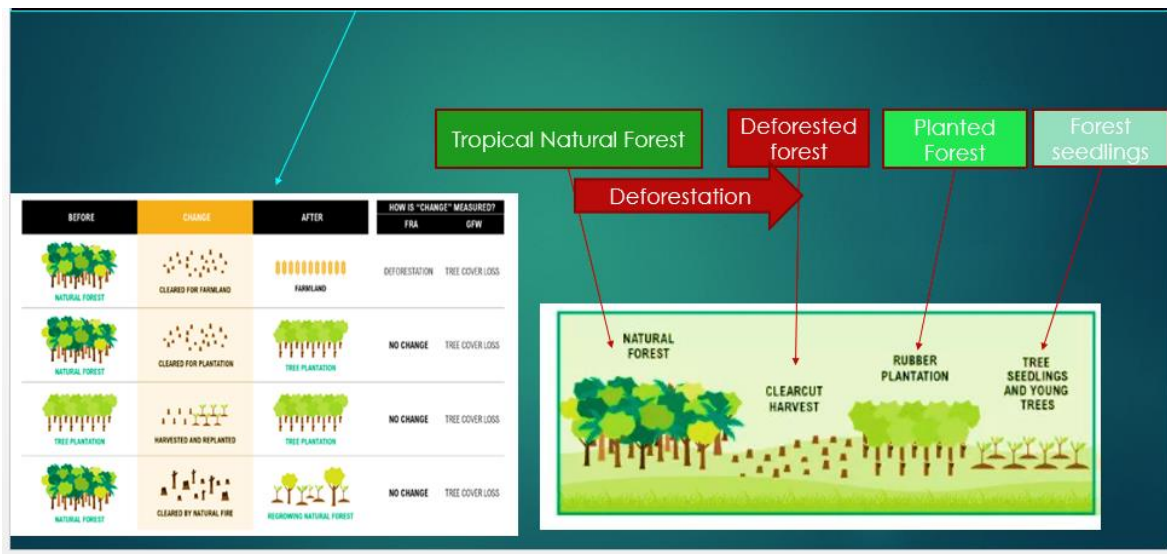 Tropical Natural Forest
Deforested
forest
Planted
Forest
Forest
seedlings
Deforestation
BEFORE
CHANGE
AFTER
HOW IS "CHANGE" MEASURED?
FRA
GFW
NATURAL FOREST
CLEARED FOR FARMLAND
FARMLAND
DEFORESTATION
TREE COVER LOSS
NATURAL FOREST
CLEARED FOR PLANTATION
TREE PLANTATION
NO CHANGE
TREE COVER LOSS
TREE PLANTATION
HARVESTED AND REPLANTED
TREE PLANTATION
NO CHANGE
TREE COVER LOSS
NATURAL FOREST
CLEARED BY NATURAL FIRE
REGROWING NATURAL FOREST
NO CHANGE
TREE COVER LOSS
NATURAL
FOREST
CLEARCUT
HARVEST
RUBBER
PLANTATION
TREE
SEEDLINGS
AND YOUNG
TREES